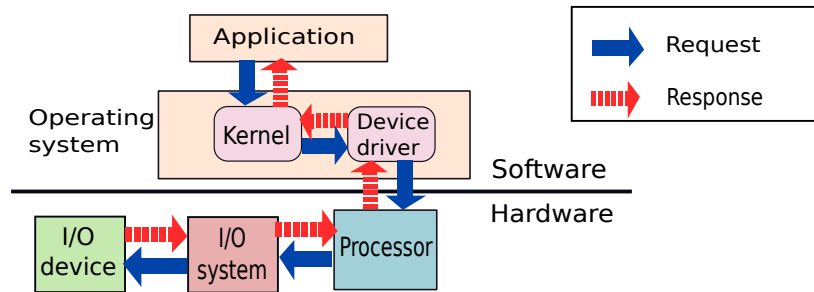 Application
Request
Response
Operating
system
Kernel
Device
driver
Software
Hardware
I/O
device
I/O
system
Processor